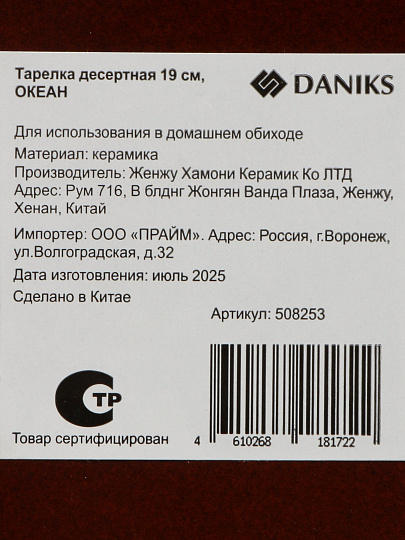 Тарелка десертная 19 см,
ОКЕАН
DANIKS
Для использования в домашнем обиходе
Материал: керамика
Производитель: Женжу Хамони Керамик Ко ЛТД
Адрес: Рум 716, В блднг Жонгян Ванда Плаза, Женжу,
Хенан, Китай
Импортер: ООО «ПРАЙМ». Адрес: Россия, г.Воронеж,
ул.Волгоградская, д.32
Дата изготовления: июль 2025
Сделано в Китае
Артикул: 508253
СТР
Товар сертифицирован
4 610268 181722